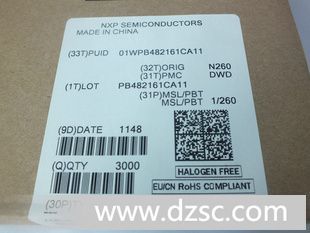 NXP SEMICONDUCTORS
MADE IN CHINA
(33T)PUID 01WPB482161CA11
(32T)ORIG N260
(31T)PMC DWD
(1T)LOT PB482161CA11
(31P)MSL/PBT
MSL/PBT 1/260
(9D)DATE 1148
(Q)QTY 3000
HALOGEN FREE
EU/CN RoHS COMPLIANT
(30P)
www.dzsc.com